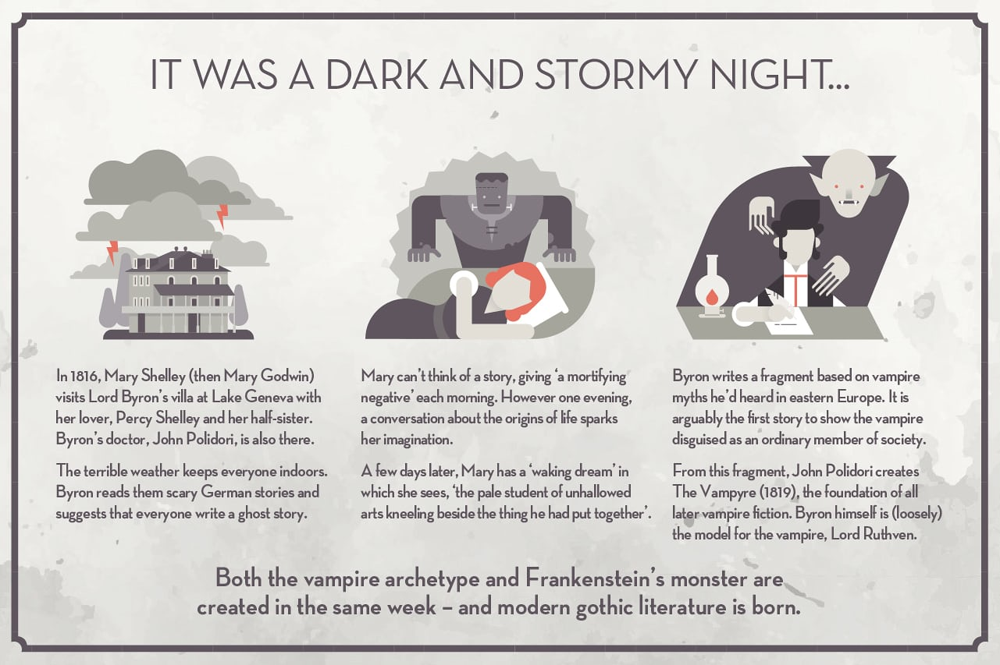 IT WAS A DARK AND STORMY NIGHT...
In 1816, Mary Shelley (then Mary Godwin)
visits Lord Byron's villa at Lake Geneva with
her lover, Percy Shelley and her half-sister.
Byron's doctor, John Polidori, is also there.
The terrible weather keeps everyone indoors.
Byron reads them scary German stories and
suggests that everyone write a ghost story.
Mary can't think of a story, giving 'a mortifying
negative' each morning. However one evening,
a conversation about the origins of life sparks
her imagination.
A few days later, Mary has a 'waking dream' in
which she sees, 'the pale student of unhallowed
arts kneeling beside the thing he had put together'.
Byron writes a fragment based on vampire
myths he'd heard in eastern Europe. It is
arguably the first story to show the vampire
disguised as an ordinary member of society.
From this fragment, John Polidori creates
The Vampyre (1819), the foundation of all
later vampire fiction. Byron himself is (loosely)
the model for the vampire, Lord Ruthven.
Both the vampire archetype and Frankenstein's monster are
created in the same week – and modern gothic literature is born.